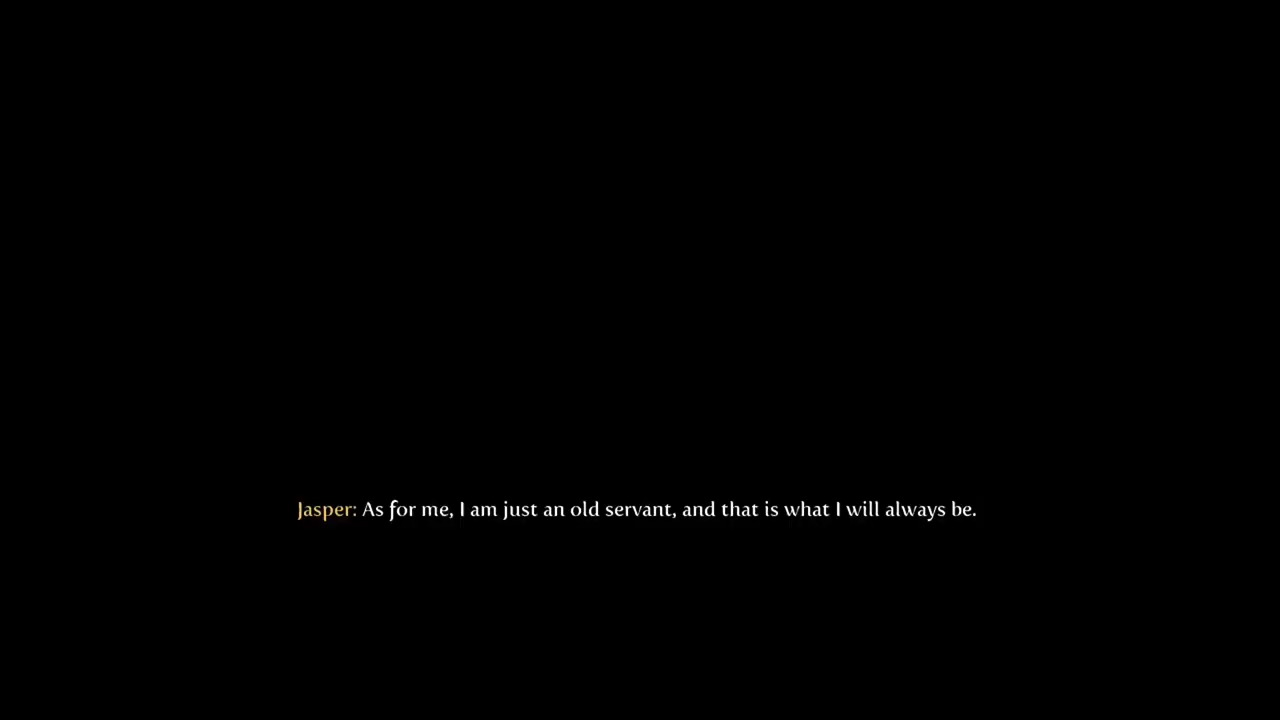 Jasper: As for me, I am just an old servant, and that is what I will always be.